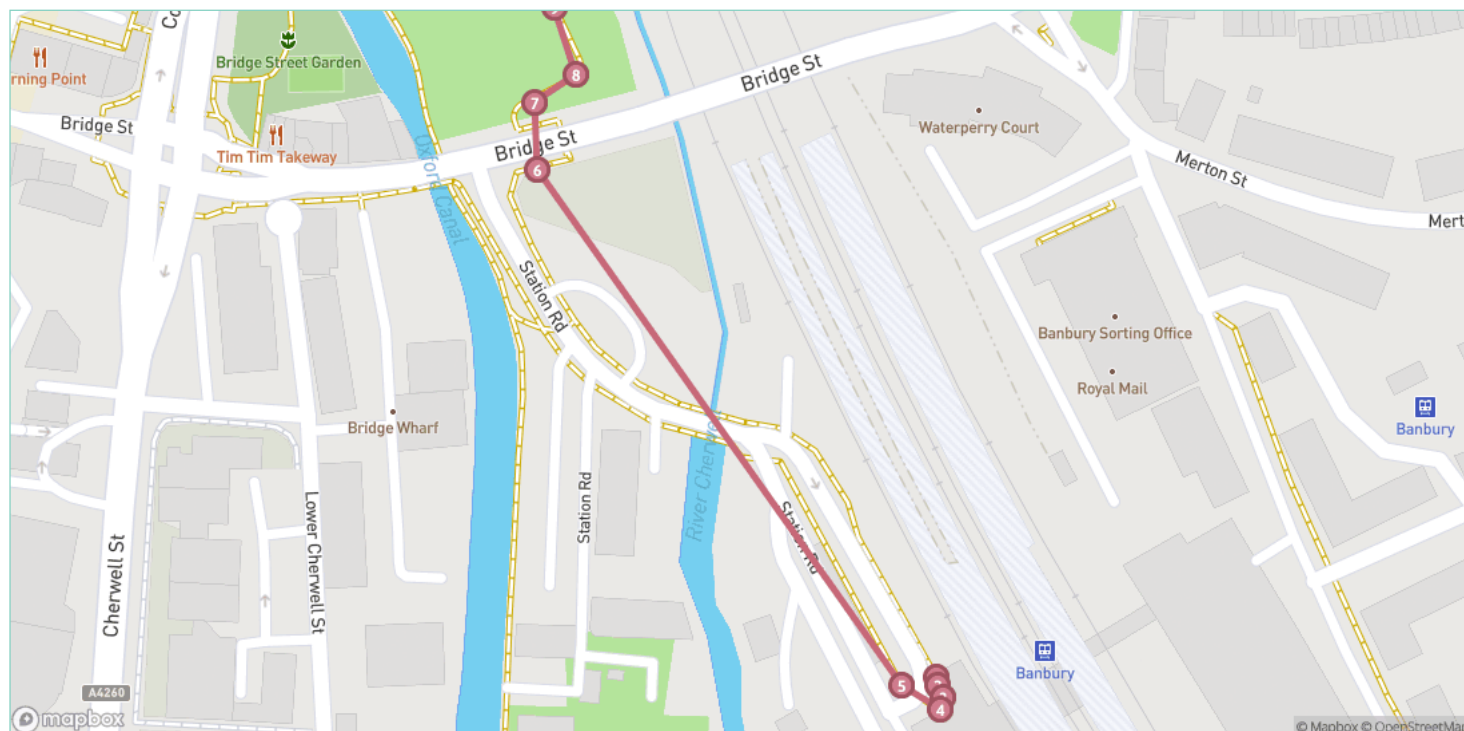 Bridge Street Garden
rning Point
Bridge St
Tim Tim Takeway
Bridge St
Bridge St
Oxford Canal
Waterperry Court
Merton St
Mert
8
7
6
Station Rd
Banbury Sorting Office
Royal Mail
Banbury
Bridge Wharf
River Cherwell
Station Rd
Station Rd
Lower Cherwell St
Cherwell St
Banbury
5
4
A4260
mapbox
© Mapbox © OpenStreetMap